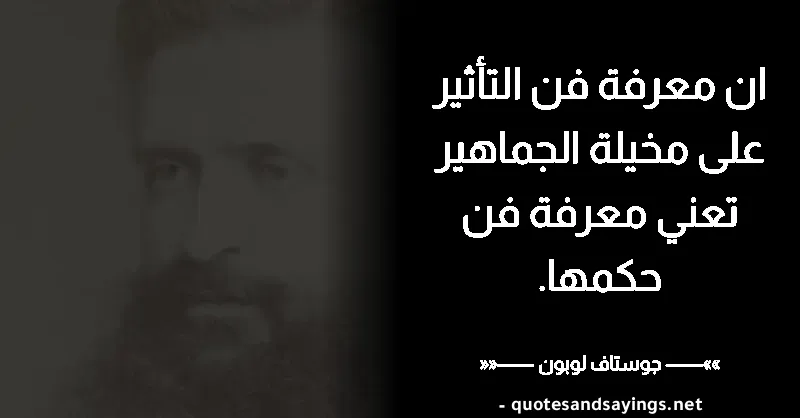 ان معرفة فن التأثير
على مخيلة الجماهير
تعني معرفة فن
حكمها.
»»—— جوستاف لوبون ——««
- quotesandsayings.net